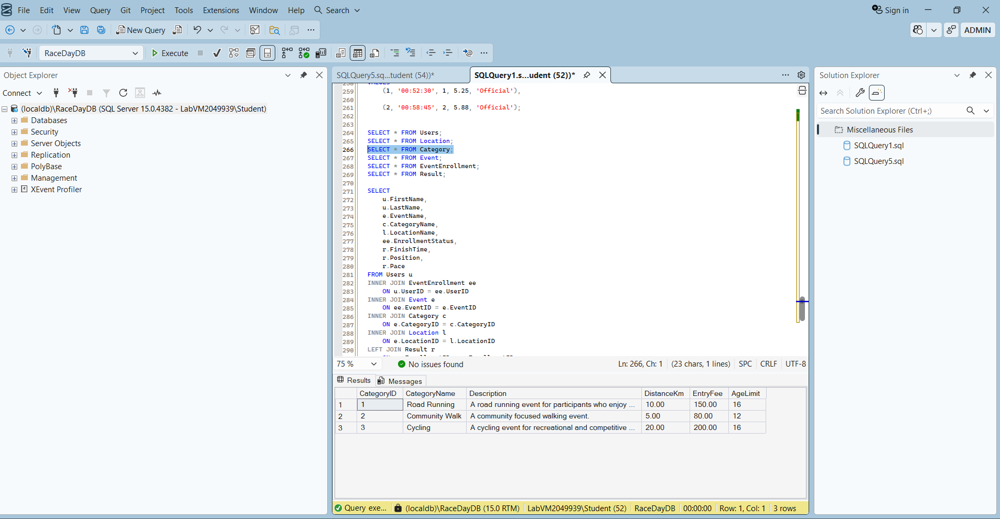 File Edit View Query Git Project Tools Extensions Window Help Search Sign in
New Query ADMIN
RaceDayDB Execute
Object Explorer
Connect
(localdb)\RaceDayDB (SQL Server 15.0.4382 - LabVM2049939\Student)
Databases
Security
Server Objects
Replication
PolyBase
Management
XEvent Profiler
SQLQuery5.sq...tudent (54))* SQLQuery1.s...udent (52))*
258 VALUES
259 (1, '00:52:30', 1, 5.25, 'Official'),
260
261 (2, '00:58:45', 2, 5.88, 'Official');
262
263
264 SELECT * FROM Users;
265 SELECT * FROM Location;
266 SELECT * FROM Category;
267 SELECT * FROM Event;
268 SELECT * FROM EventEnrollment;
269 SELECT * FROM Result;
270
271 SELECT
272 u.FirstName,
273 u.LastName,
274 e.EventName,
275 c.CategoryName,
276 l.LocationName,
277 ee.EnrollmentStatus,
278 r.FinishTime,
279 r.Position,
280 r.Pace
281 FROM Users u
282 INNER JOIN EventEnrollment ee
283 ON u.UserID = ee.UserID
284 INNER JOIN Event e
285 ON ee.EventID = e.EventID
286 INNER JOIN Category c
287 ON e.CategoryID = c.CategoryID
288 INNER JOIN Location l
289 ON e.LocationID = l.LocationID
290 LEFT JOIN Result r
75 % No issues found Ln: 266, Ch: 1 (23 chars, 1 lines) SPC CRLF UTF-8
Results Messages
CategoryID CategoryName Description DistanceKm EntryFee AgeLimit
1 1 Road Running A road running event for participants who enjoy ... 10.00 150.00 16
2 2 Community Walk A community focused walking event. 5.00 80.00 12
3 3 Cycling A cycling event for recreational and competitive ... 20.00 200.00 16
Query exe... (localdb)\RaceDayDB (15.0 RTM) LabVM2049939\Student (52) RaceDayDB 00:00:00 Row: 1, Col: 1 3 rows
Solution Explorer
Search Solution Explorer (Ctrl+;)
Miscellaneous Files
SQLQuery1.sql
SQLQuery5.sql